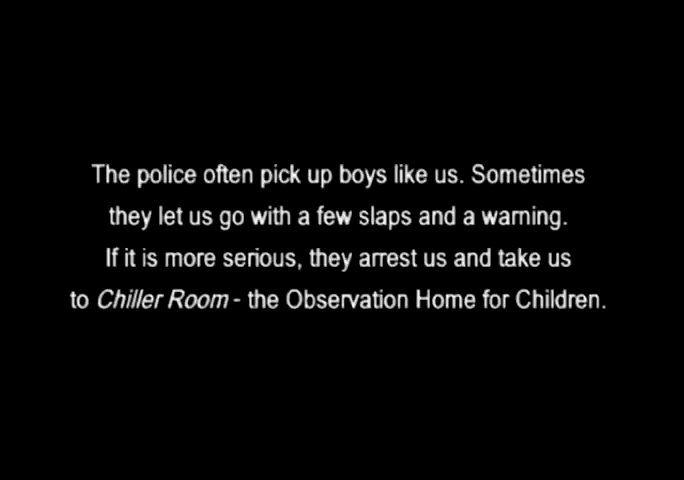 The police often pick up boys like us. Sometimes
they let us go with a few slaps and a warning.
If it is more serious, they arrest us and take us
to Chiller Room - the Observation Home for Children.